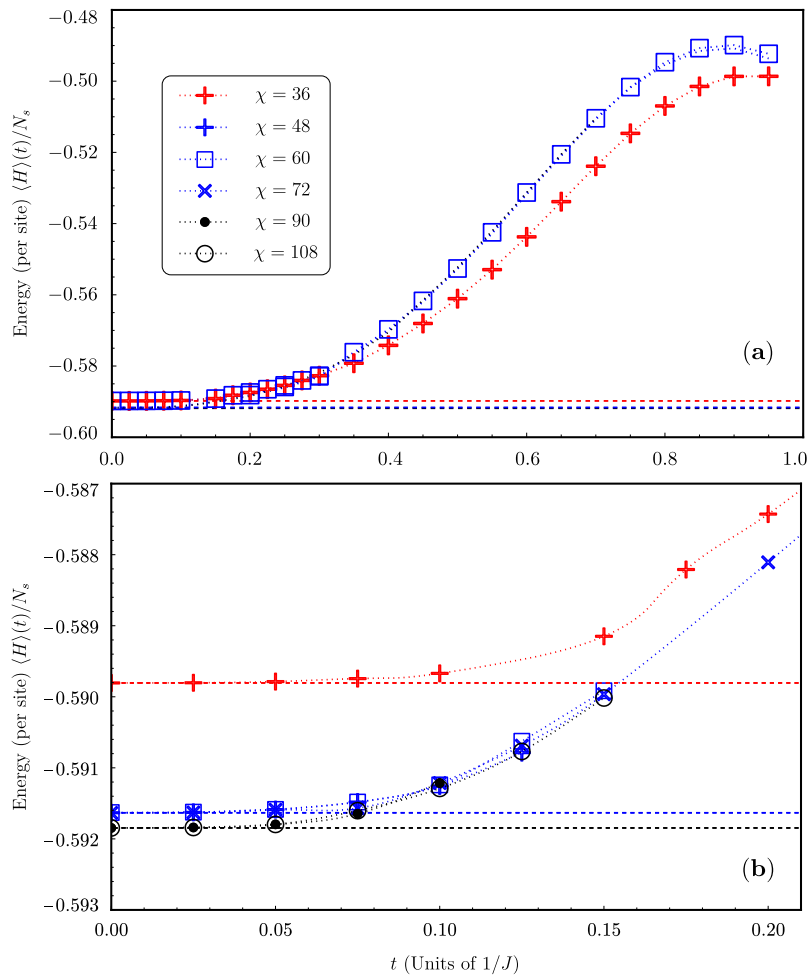 −0.48
−0.50
−0.52
−0.54
−0.56
−0.58
−0.60
Energy (per site) ⟨H⟩(t)/N_s
χ = 36
χ = 48
χ = 60
χ = 72
χ = 90
χ = 108
(a)
0.0 0.2 0.4 0.6 0.8 1.0
−0.587
−0.588
−0.589
−0.590
−0.591
−0.592
−0.593
Energy (per site) ⟨H⟩(t)/N_s
(b)
0.00 0.05 0.10 0.15 0.20
t (Units of 1/J)